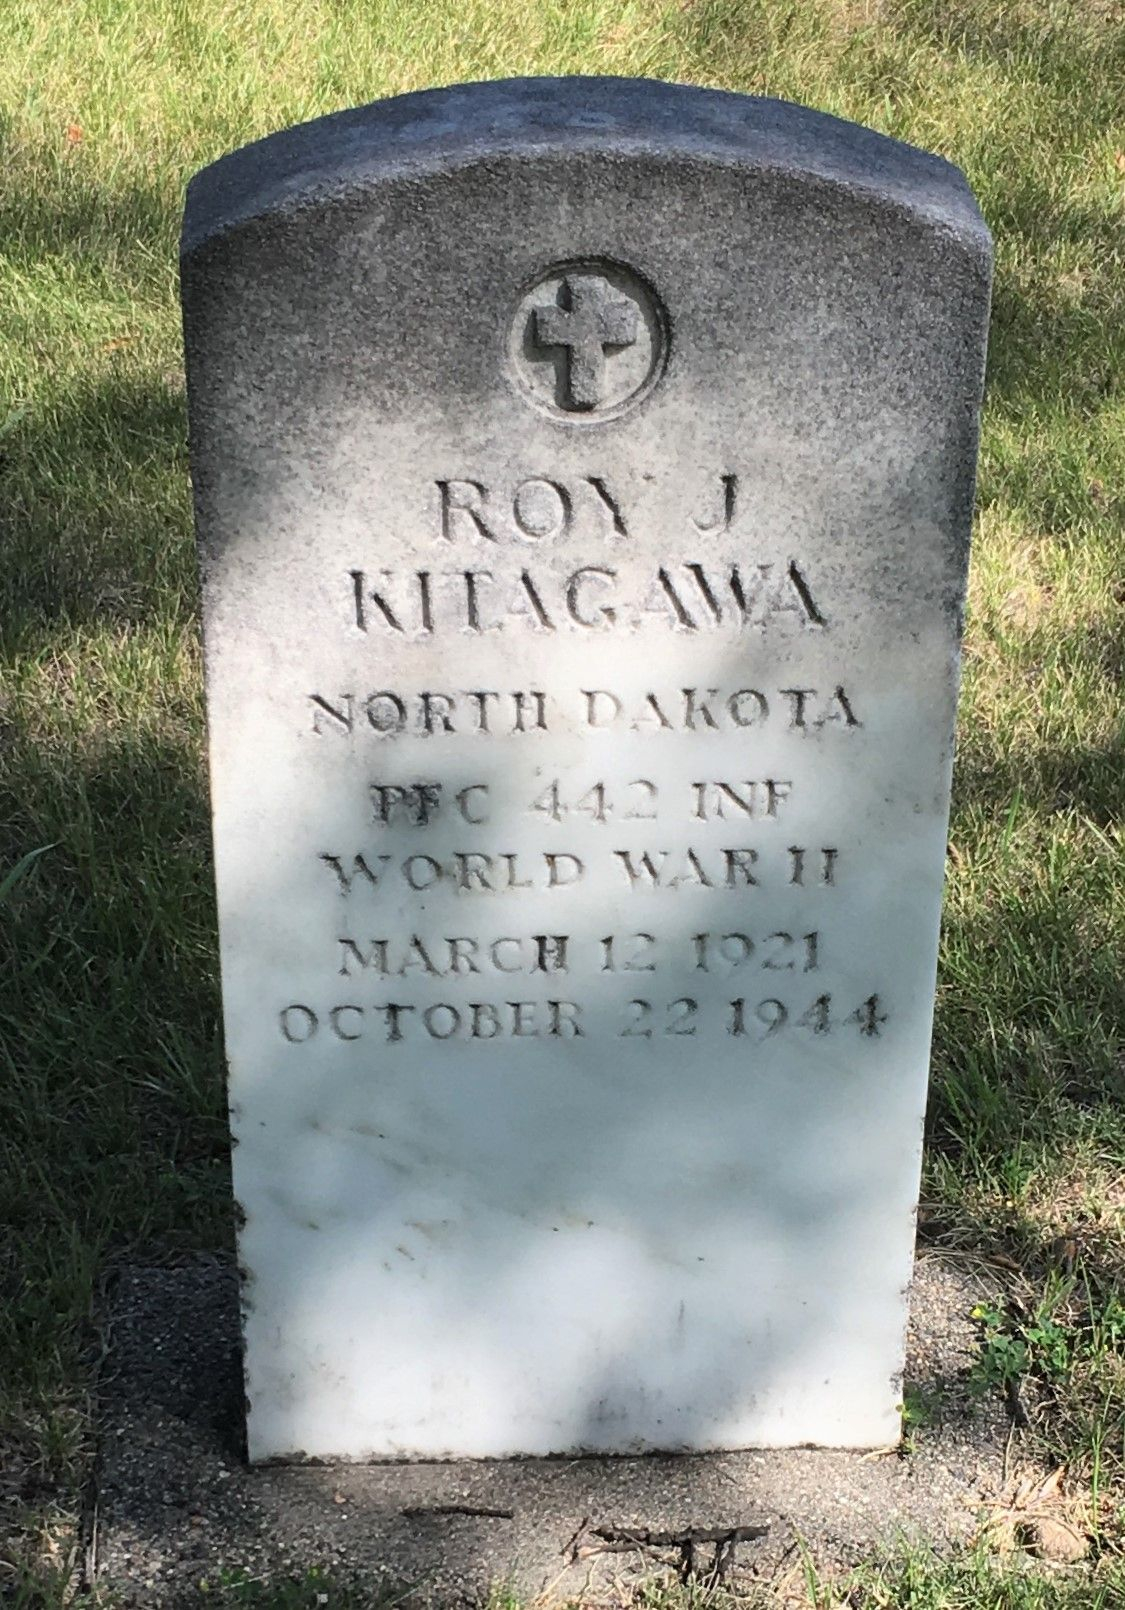 ROY J
KITAGAWA
NORTH DAKOTA
PFC 442 INF
WORLD WAR II
MARCH 12 1921
OCTOBER 22 1944